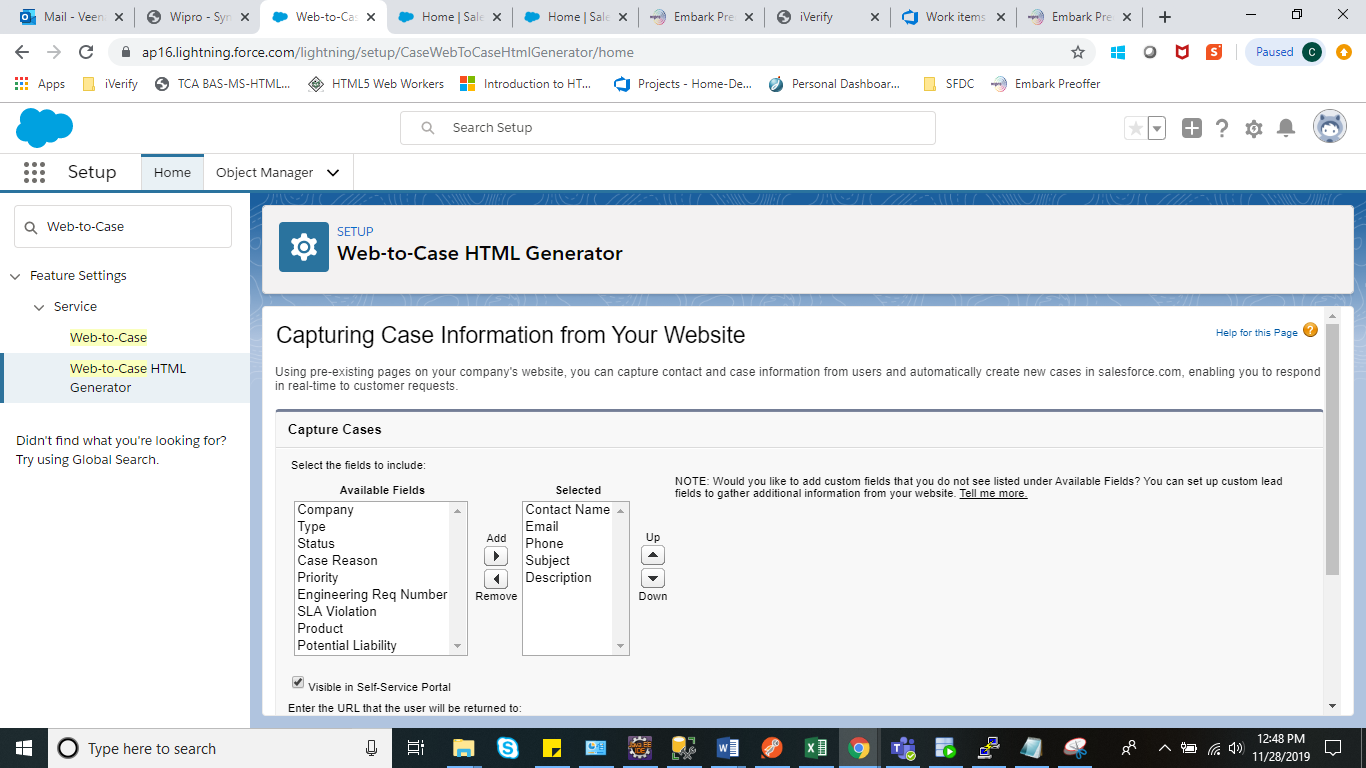 Mail - Veen
Wipro - Syn
Web-to-Cas
Home | Sale
Home | Sale
Embark Pre
iVerify
Work items
Embark Pre
ap16.lightning.force.com/lightning/setup/CaseWebToCaseHtmlGenerator/home
Paused
C
Apps
iVerify
TCA BAS-MS-HTML...
HTML5 Web Workers
Introduction to HT...
Projects - Home-De...
Personal Dashboar...
SFDC
Embark Preoffer
Search Setup
Setup
Home
Object Manager
Web-to-Case
Feature Settings
Service
Web-to-Case
Web-to-Case HTML
Generator
Didn't find what you're looking for?
Try using Global Search.
SETUP
Web-to-Case HTML Generator
Capturing Case Information from Your Website
Help for this Page
Using pre-existing pages on your company's website, you can capture contact and case information from users and automatically create new cases in salesforce.com, enabling you to respond
in real-time to customer requests.
Capture Cases
Select the fields to include:
Available Fields
Company
Type
Status
Case Reason
Priority
Engineering Req Number
SLA Violation
Product
Potential Liability
Add
Remove
Selected
Contact Name
Email
Phone
Subject
Description
Up
Down
NOTE: Would you like to add custom fields that you do not see listed under Available Fields? You can set up custom lead
fields to gather additional information from your website. Tell me more.
Visible in Self-Service Portal
Enter the URL that the user will be returned to:
Type here to search
12:48 PM
11/28/2019